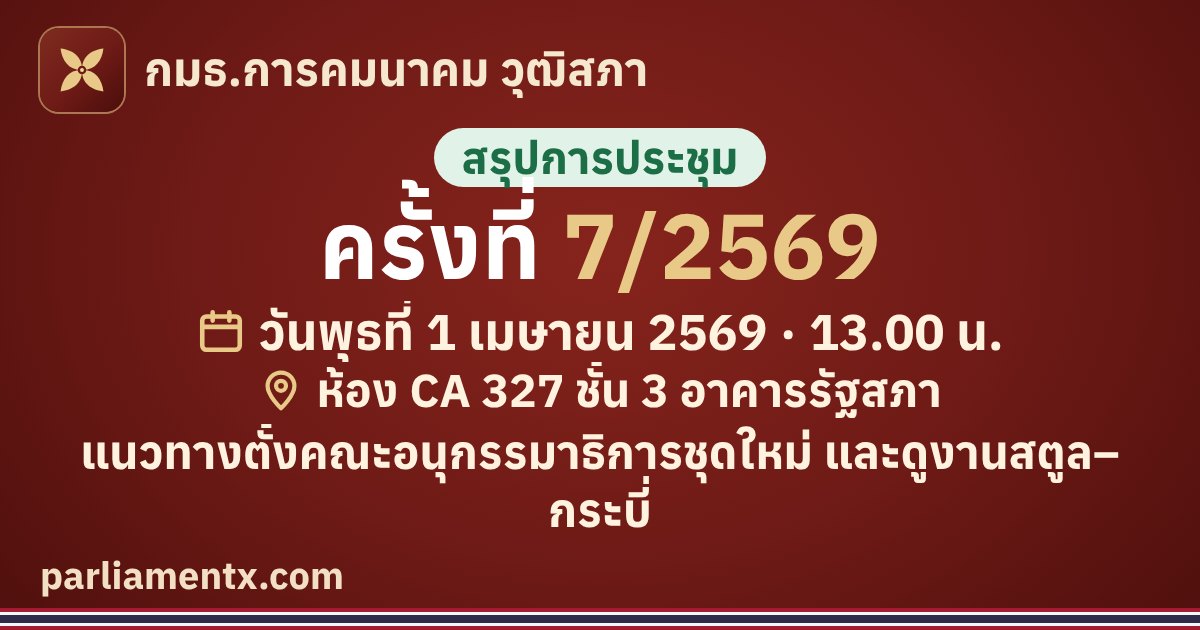 กมธ.การคมนาคม วุฒิสภา
สรุปการประชุม
ครั้งที่ 7/2569
วันพุธที่ 1 เมษายน 2569 · 13.00 น.
ห้อง CA 327 ชั้น 3 อาคารรัฐสภา
แนวทางตั้งคณะอนุกรรมาธิการชุดใหม่ และดูงานสตูล–
กระบี่
parliamentx.com